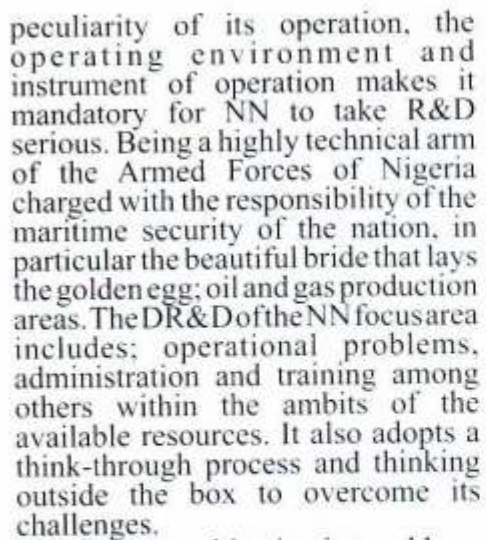 peculiarity of its operation, the
operating environment and
instrument of operation makes it
mandatory for NN to take R&D
serious. Being a highly technical arm
of the Armed Forces of Nigeria
charged with the responsibility of the
maritime security of the nation, in
particular the beautiful bride that lays
the golden egg; oil and gas production
areas. The DR&D of the NN focus area
includes; operational problems,
administration and training among
others within the ambits of the
available resources. It also adopts a
think-through process and thinking
outside the box to overcome its
challenges.